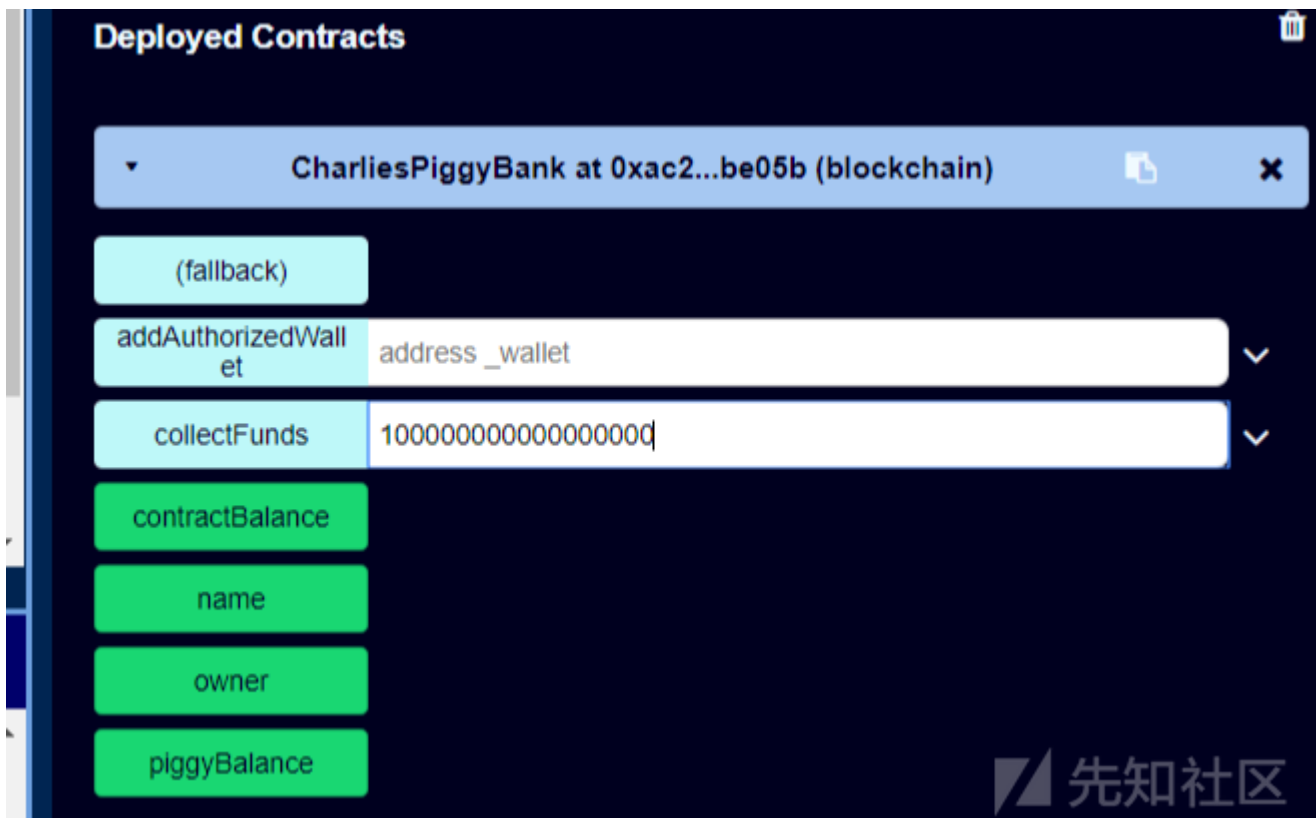 Deployed Contracts
CharliesPiggyBank at 0xac2...be05b (blockchain)
(fallback)
addAuthorizedWall
et
address _wallet
collectFunds
100000000000000000
contractBalance
name
owner
piggyBalance
先知社区